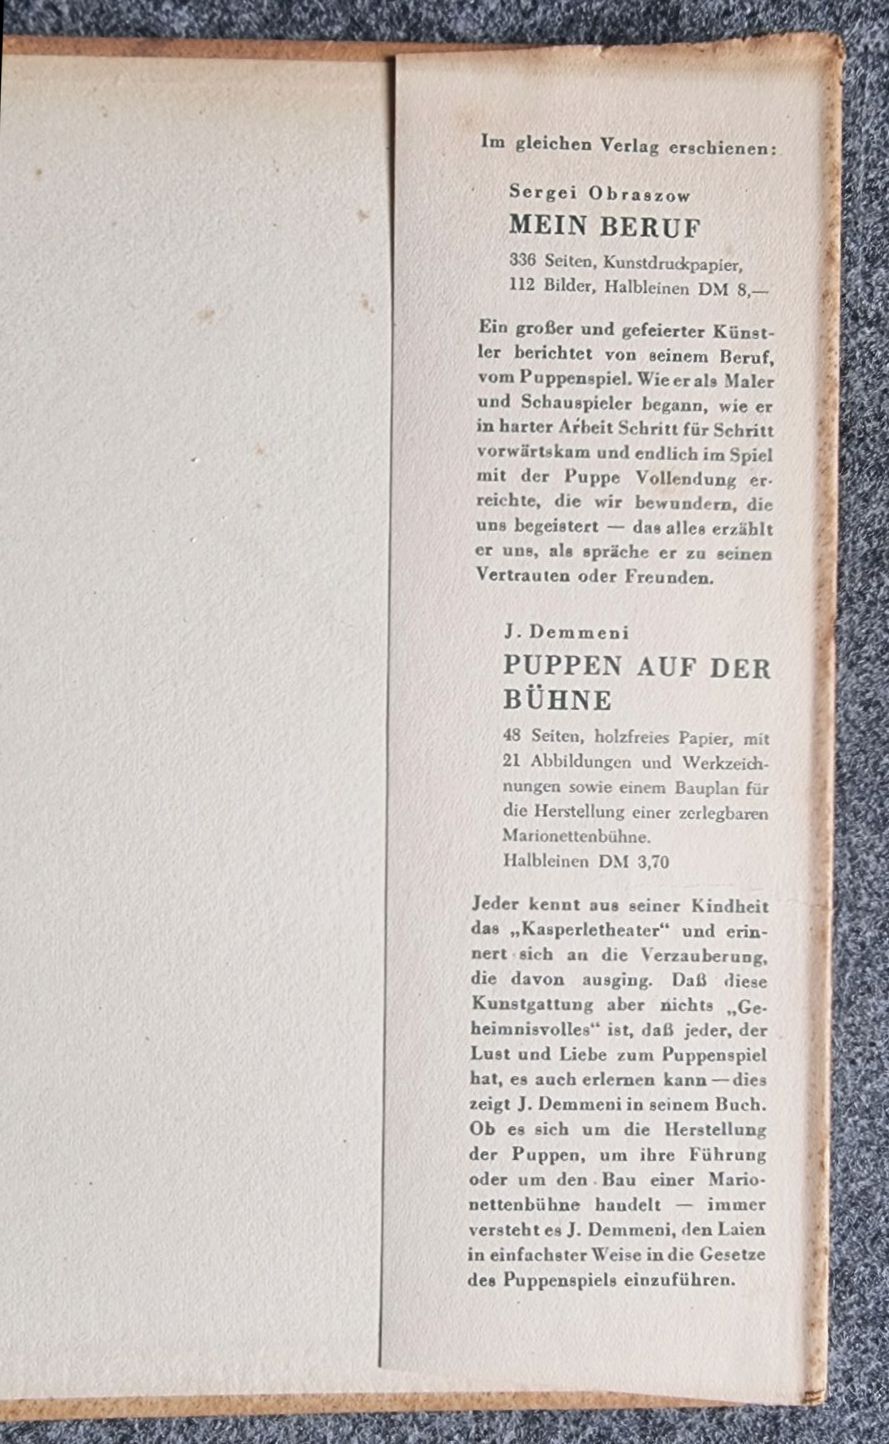 Im gleichen Verlag erschienen:
Sergei Obraszow
MEIN BERUF
336 Seiten, Kunstdruckpapier,
112 Bilder, Halbleinen DM 8,—
Ein großer und gefeierter Künst-
ler berichtet von seinem Beruf,
vom Puppenspiel. Wie er als Maler
und Schauspieler begann, wie er
in harter Arbeit Schritt für Schritt
vorwärtskam und endlich im Spiel
mit der Puppe Vollendung er-
reichte, die wir bewundern, die
uns begeistert — das alles erzählt
er uns, als spräche er zu seinen
Vertrauten oder Freunden.
J. Demmeni
PUPPEN AUF DER
BÜHNE
48 Seiten, holzfreies Papier, mit
21 Abbildungen und Werkzeich-
nungen sowie einem Bauplan für
die Herstellung einer zerlegbaren
Marionettenbühne.
Halbleinen DM 3,70
Jeder kennt aus seiner Kindheit
das „Kasperletheater“ und erin-
nert sich an die Verzauberung,
die davon ausging. Daß diese
Kunstgattung aber nichts „Ge-
heimnisvolles“ ist, daß jeder, der
Lust und Liebe zum Puppenspiel
hat, es auch erlernen kann — dies
zeigt J. Demmeni in seinem Buch.
Ob es sich um die Herstellung
der Puppen, um ihre Führung
oder um den Bau einer Mario-
nettenbühne handelt — immer
versteht es J. Demmeni, den Laien
in einfachster Weise in die Gesetze
des Puppenspiels einzuführen.